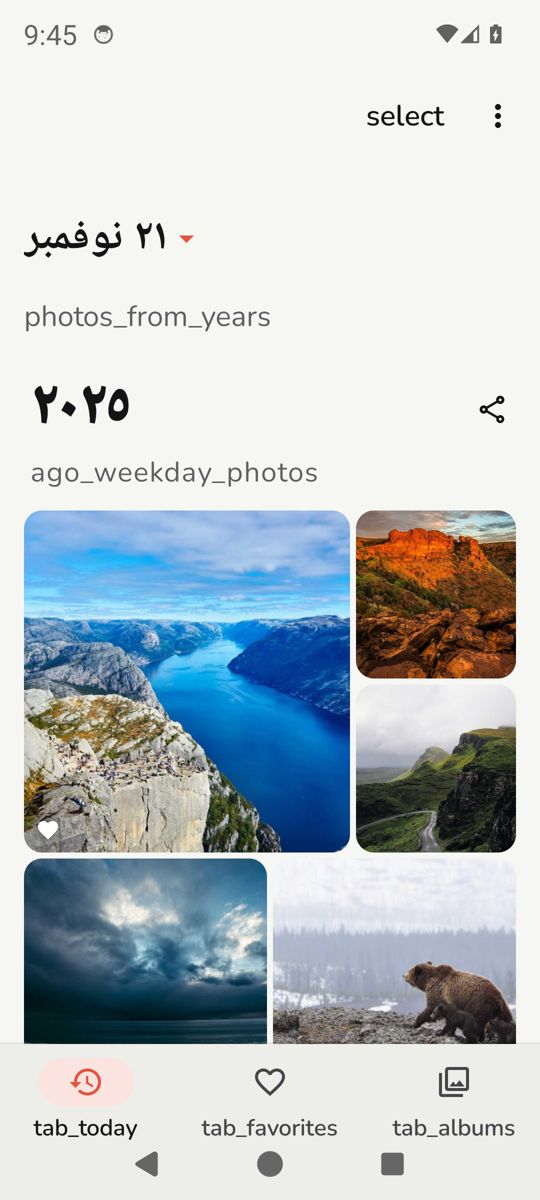 9:45
select
٢١ نوفمبر
photos_from_years
٢٠٢٥
ago_weekday_photos
tab_today
tab_favorites
tab_albums